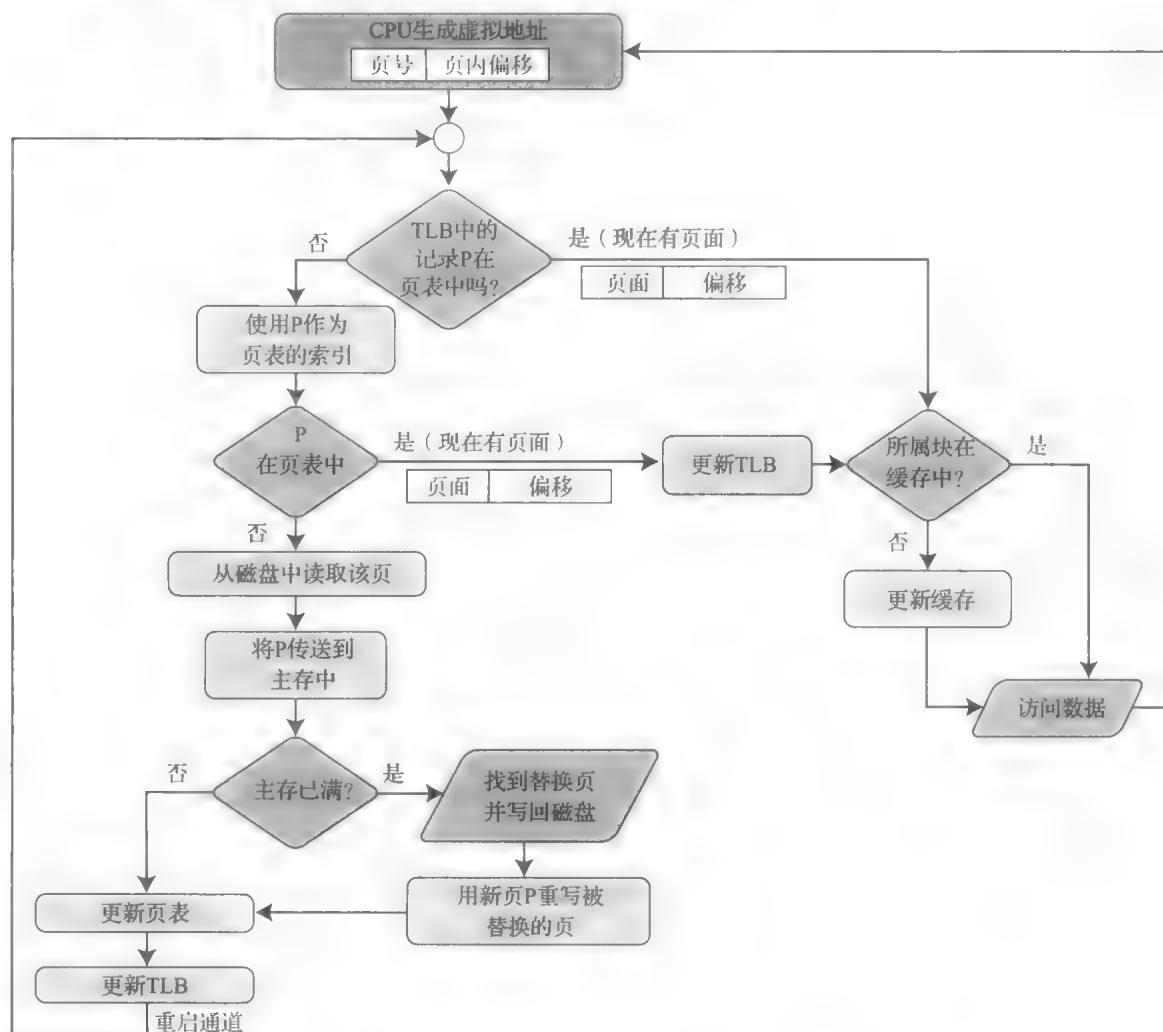 CPU生成虚拟地址
页号 页内偏移
TLB中的
记录P在
页表中吗?
否
是（现在有页面）
页面 偏移
使用P作为
页表的索引
P
在页表中
是（现在有页面）
页面 偏移
更新TLB
所属块在
缓存中?
是
否
否
从磁盘中读取该页
更新缓存
将P传送到
主存中
访问数据
主存已满?
否
是
找到替换页
并写回磁盘
用新页P重写被
替换的页
更新页表
更新TLB
重启通道